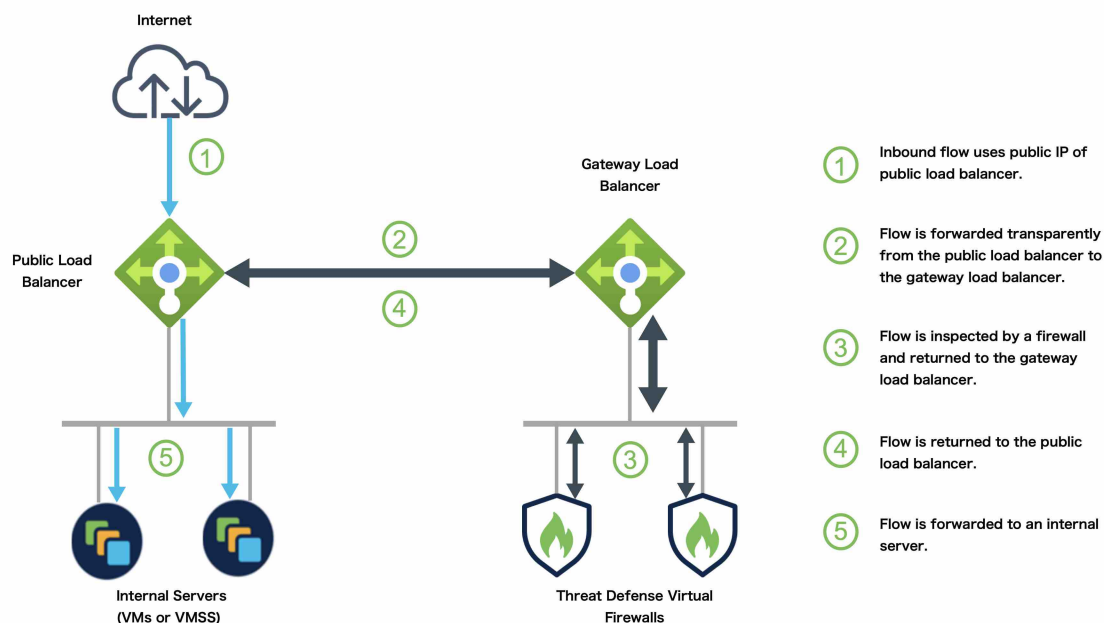 Internet
1
Gateway Load
Balancer
Public Load
Balancer
2
4
5
3
Internal Servers
(VMs or VMSS)
Threat Defense Virtual
Firewalls
1
Inbound flow uses public IP of
public load balancer.
2
Flow is forwarded transparently
from the public load balancer to
the gateway load balancer.
3
Flow is inspected by a firewall
and returned to the gateway
load balancer.
4
Flow is returned to the public
load balancer.
5
Flow is forwarded to an internal
server.